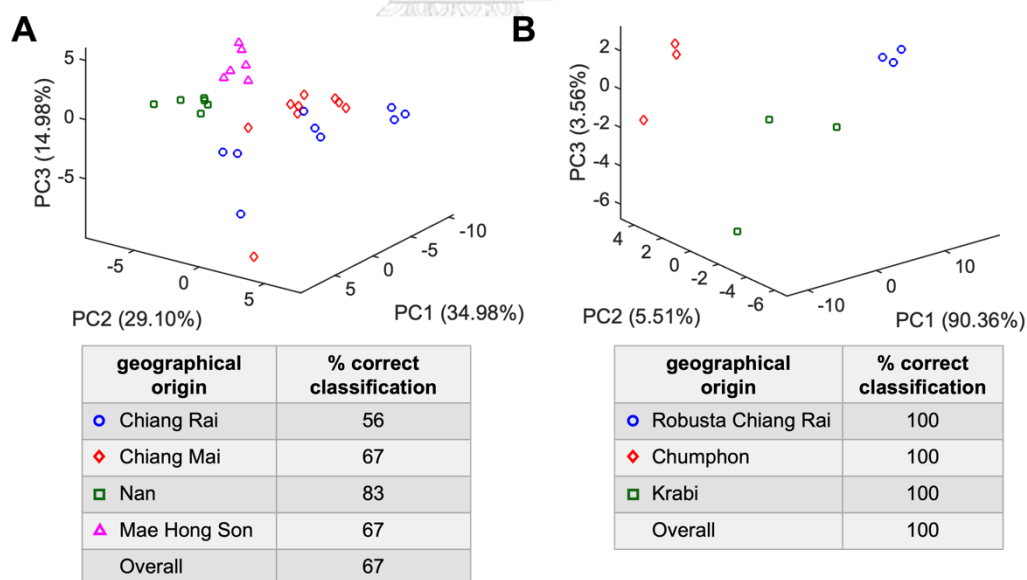 A
5
0
-5
PC3 (14.98%)
-5
0
5
PC2 (29.10%)
5
0
-5
-10
PC1 (34.98%)
geographical origin
% correct classification
Chiang Rai 56
Chiang Mai 67
Nan 83
Mae Hong Son 67
Overall 67
B
2
0
-2
-4
-6
PC3 (3.56%)
4
2
0
-2
-4
-6
PC2 (5.51%)
-10
0
10
PC1 (90.36%)
geographical origin
% correct classification
Robusta Chiang Rai 100
Chumphon 100
Krabi 100
Overall 100